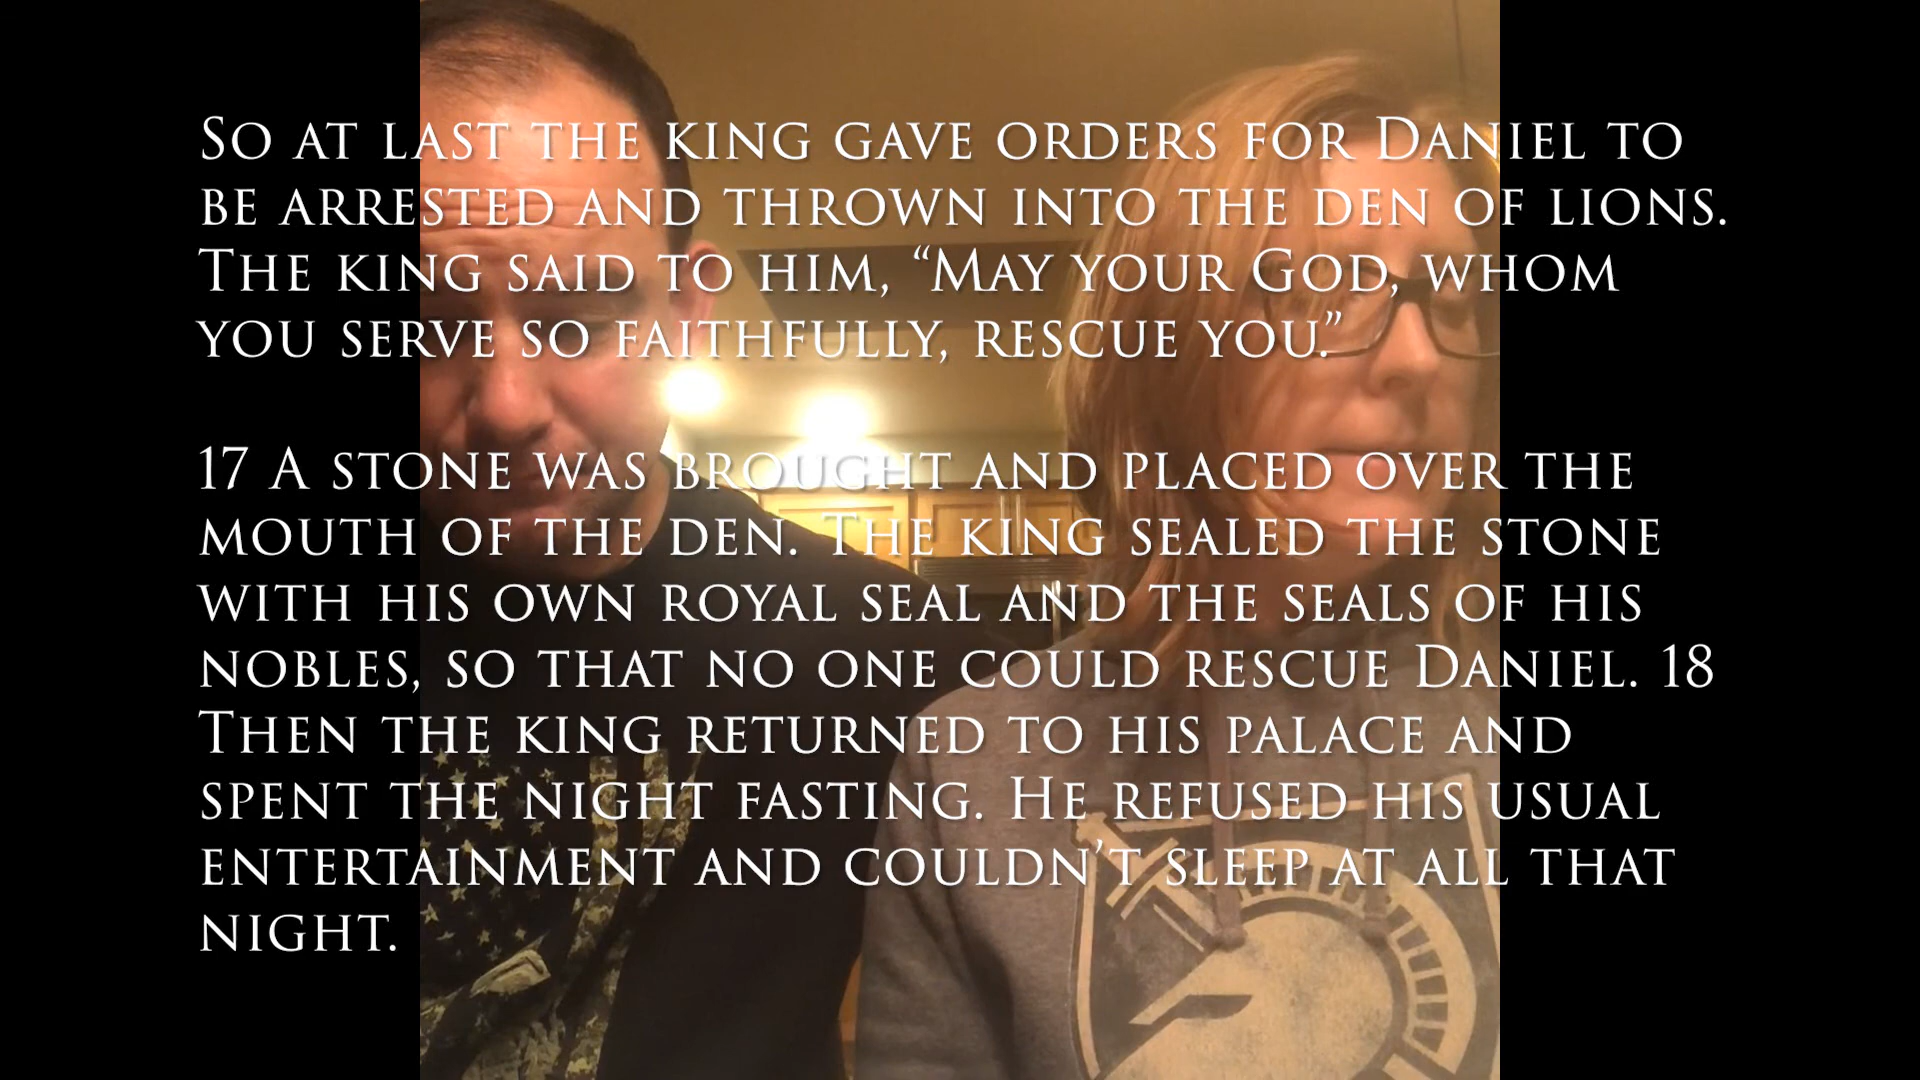 So at last the king gave orders for Daniel to
be arrested and thrown into the den of lions.
The king said to him, “May your God, whom
you serve so faithfully, rescue you.”
17 A stone was brought and placed over the
mouth of the den. The king sealed the stone
with his own royal seal and the seals of his
nobles, so that no one could rescue Daniel. 18
Then the king returned to his palace and
spent the night fasting. He refused his usual
entertainment and couldn’t sleep at all that
night.